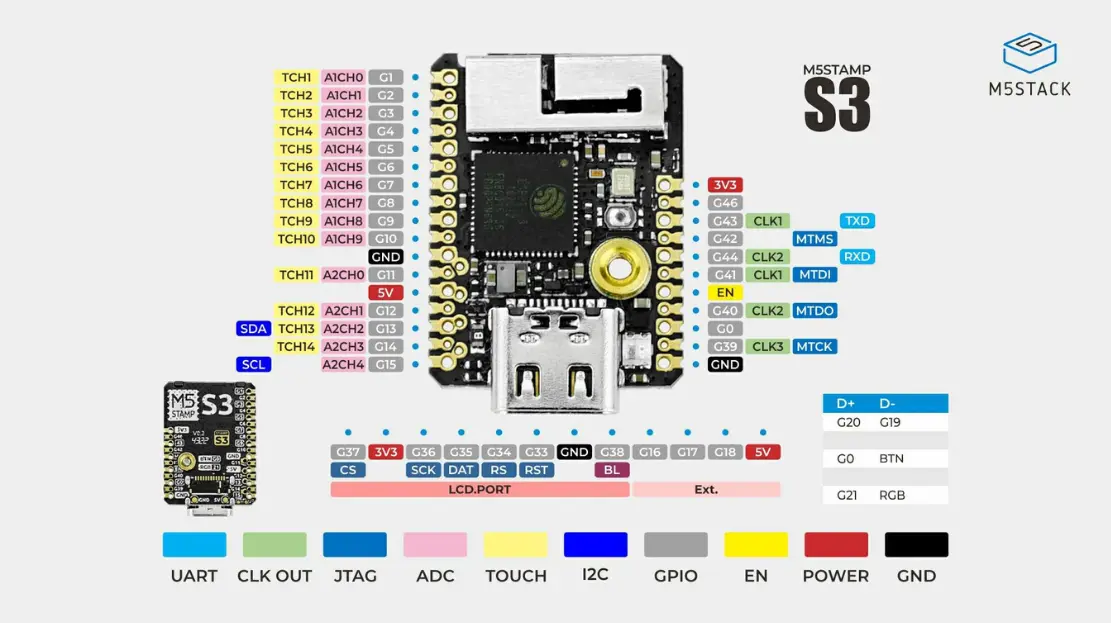 M5STACK
M5STAMP
S3
TCH1 A1CH0 G1
TCH2 A1CH1 G2
TCH3 A1CH2 G3
TCH4 A1CH3 G4
TCH5 A1CH4 G5
TCH6 A1CH5 G6
TCH7 A1CH6 G7
TCH8 A1CH7 G8
TCH9 A1CH8 G9
TCH10 A1CH9 G10
GND
TCH11 A2CH0 G11
5V
TCH12 A2CH1 G12
SDA TCH13 A2CH2 G13
TCH14 A2CH3 G14
SCL A2CH4 G15
3V3
G46
G43 CLK1 TXD
G42 MTMS
G44 CLK2 RXD
G41 CLK1 MTDI
EN
G40 CLK2 MTDO
G0
G39 CLK3 MTCK
GND
M5
STAMP
S3
D+ D-
G20 G19
G0 BTN
G21 RGB
G37 3V3 G36 G35 G34 G33 GND G38 G16 G17 G18 5V
CS SCK DAT RS RST BL
LCD.PORT Ext.
UART CLK OUT JTAG ADC TOUCH I2C GPIO EN POWER GND